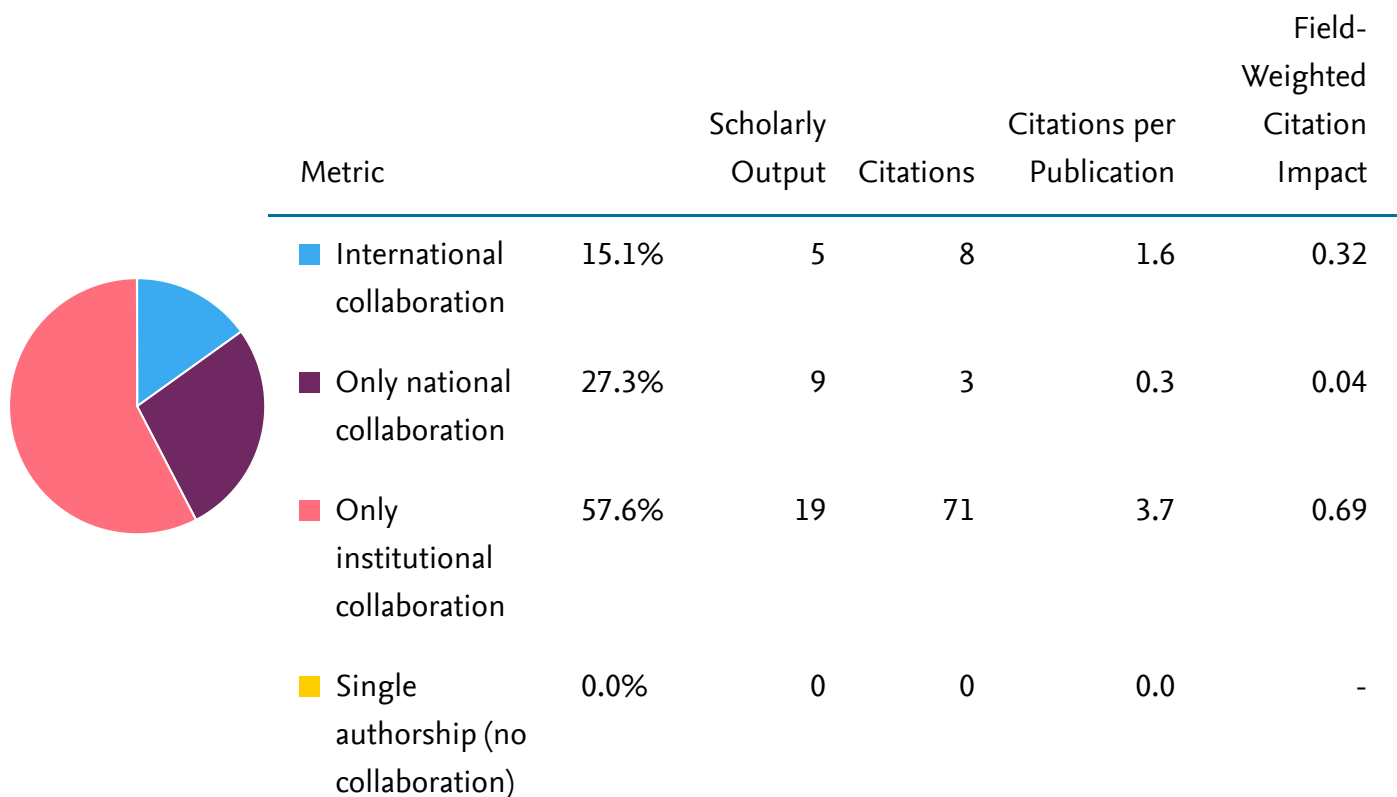 Field-
Weighted
Scholarly Citations per Citation
Metric Output Citations Publication Impact
International 15.1% 5 8 1.6 0.32
collaboration
Only national 27.3% 9 3 0.3 0.04
collaboration
Only 57.6% 19 71 3.7 0.69
institutional
collaboration
Single 0.0% 0 0 0.0 -
authorship (no
collaboration)